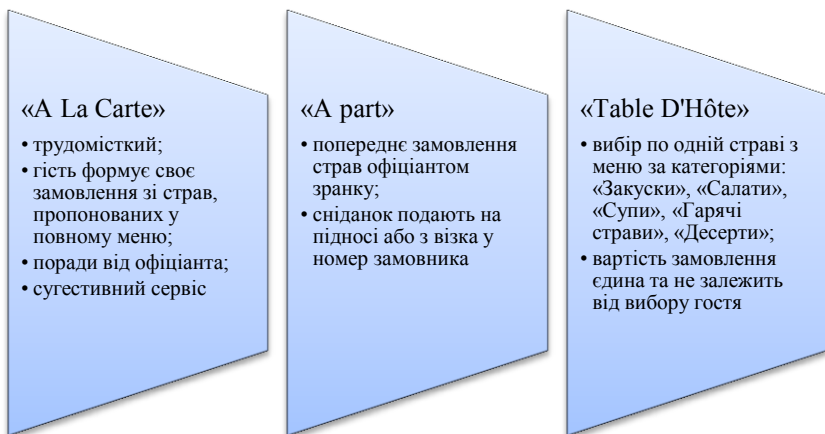 «A La Carte»
• трудомісткий;
• гість формує своє
замовлення зі страв,
пропонованих у
повному меню;
• поради від офіціанта;
• сугестивний сервіс
«A part»
• попереднє замовлення
страв офіціантом
зранку;
• сніданок подають на
підносі або з візка у
номер замовника
«Table D'Hôte»
• вибір по одній страві з
меню за категоріями:
«Закуски», «Салати»,
«Супи», «Гарячі
страви», «Десерти»;
• вартість замовлення
єдина та не залежить
від вибору гостя